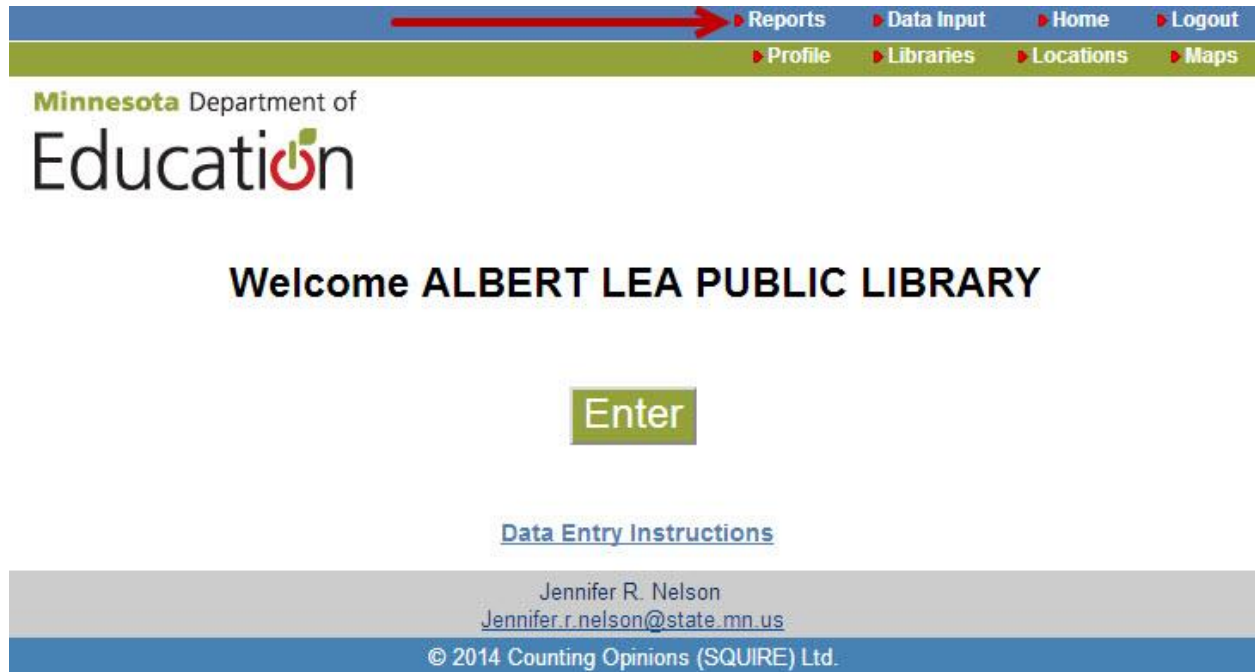 Reports Data Input Home Logout
Profile Libraries Locations Maps
Minnesota Department of
Education
Welcome ALBERT LEA PUBLIC LIBRARY
Enter
Data Entry Instructions
Jennifer R. Nelson
Jennifer.r.nelson@state.mn.us
© 2014 Counting Opinions (SQUIRE) Ltd.